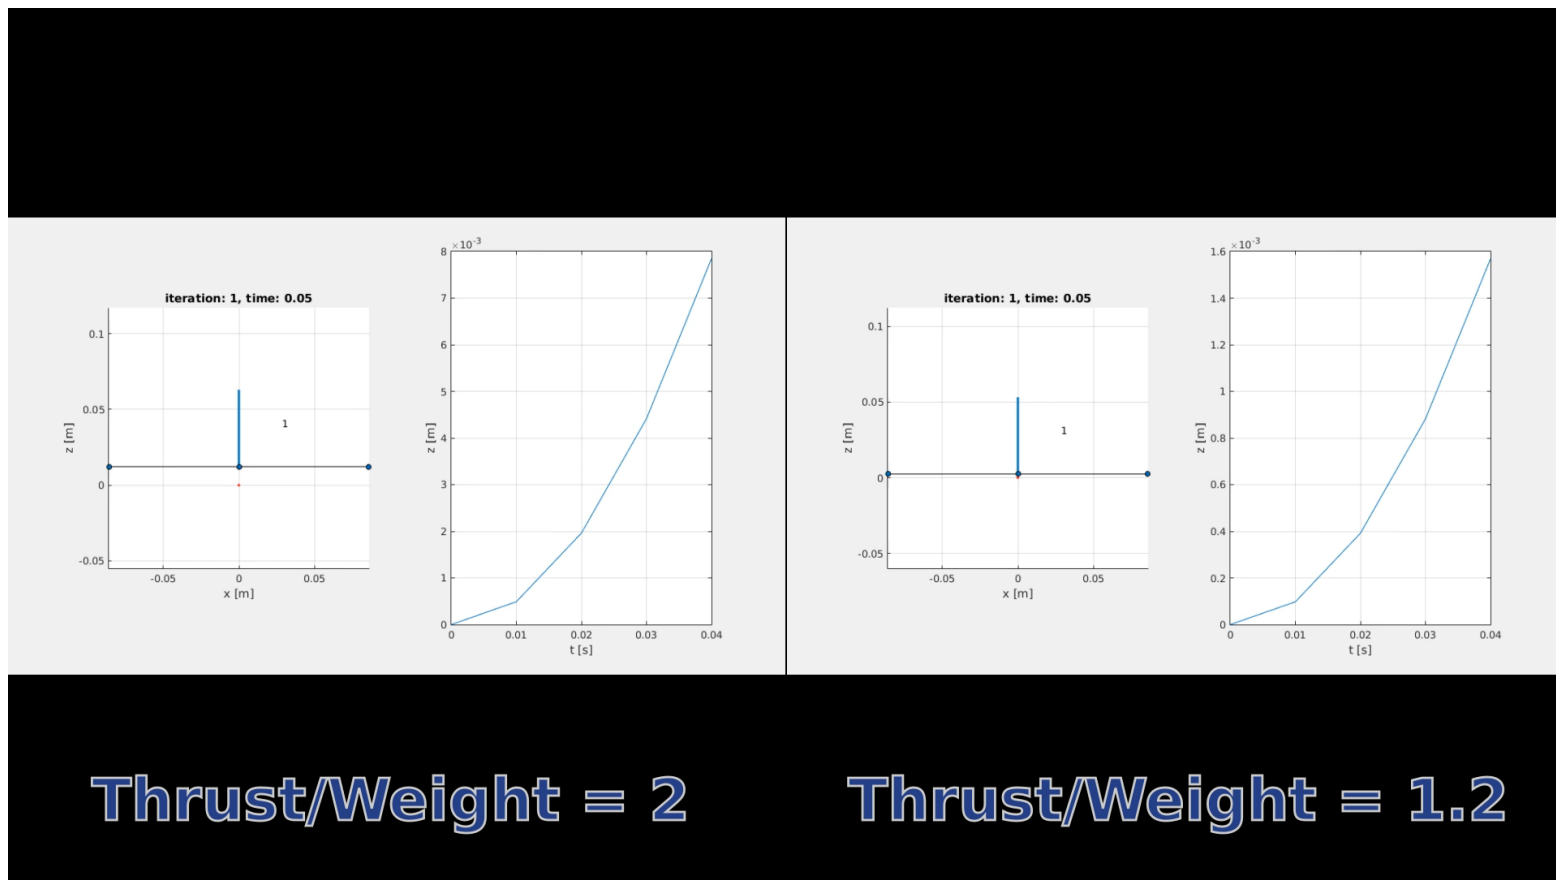 ×10⁻³
8
7
6
5
4
3
2
1
0
z [m]
0 0.01 0.02 0.03 0.04
t [s]
iteration: 1, time: 0.05
0.1
0.05
0
-0.05
z [m]
1
-0.05 0 0.05
x [m]
×10⁻³
1.6
1.4
1.2
1
0.8
0.6
0.4
0.2
0
z [m]
0 0.01 0.02 0.03 0.04
t [s]
iteration: 1, time: 0.05
0.1
0.05
0
-0.05
z [m]
1
-0.05 0 0.05
x [m]
Thrust/Weight = 2
Thrust/Weight = 1.2